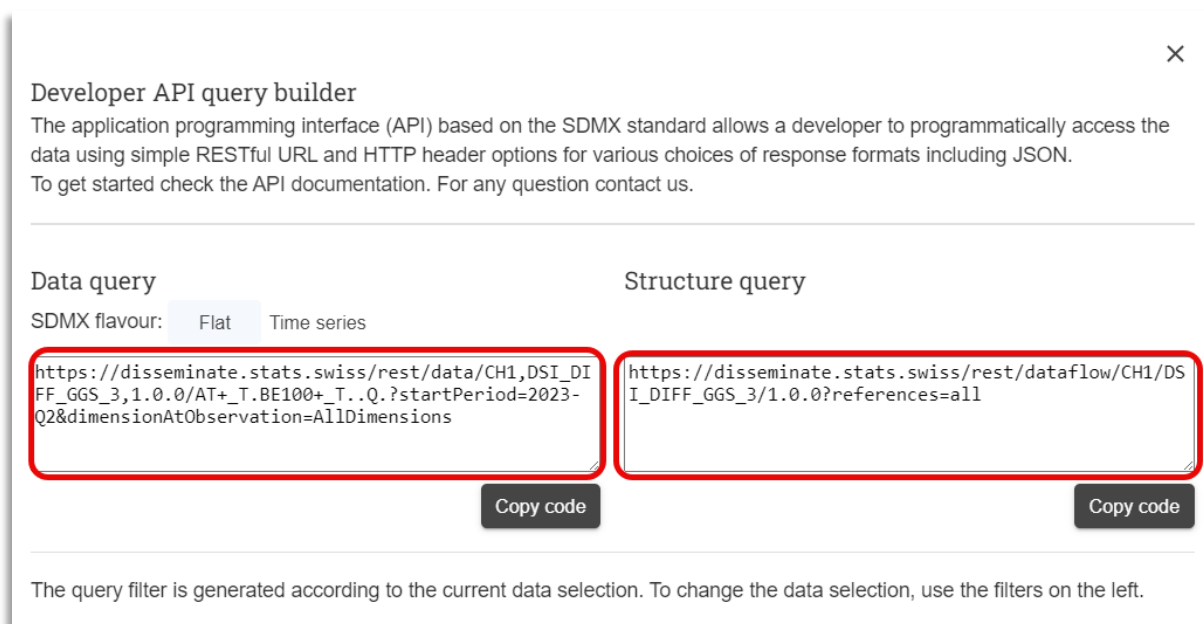 Developer API query builder
The application programming interface (API) based on the SDMX standard allows a developer to programmatically access the
data using simple RESTful URL and HTTP header options for various choices of response formats including JSON.
To get started check the API documentation. For any question contact us.
Data query
SDMX flavour: Flat Time series
https://disseminate.stats.swiss/rest/data/CH1,DSI_DI
FF_GGS_3,1.0.0/AT+_T.BE100+_T..Q.?startPeriod=2023-
Q2&dimensionAtObservation=AllDimensions
Copy code
Structure query
https://disseminate.stats.swiss/rest/dataflow/CH1/DS
I_DIFF_GGS_3/1.0.0?references=all
Copy code
The query filter is generated according to the current data selection. To change the data selection, use the filters on the left.